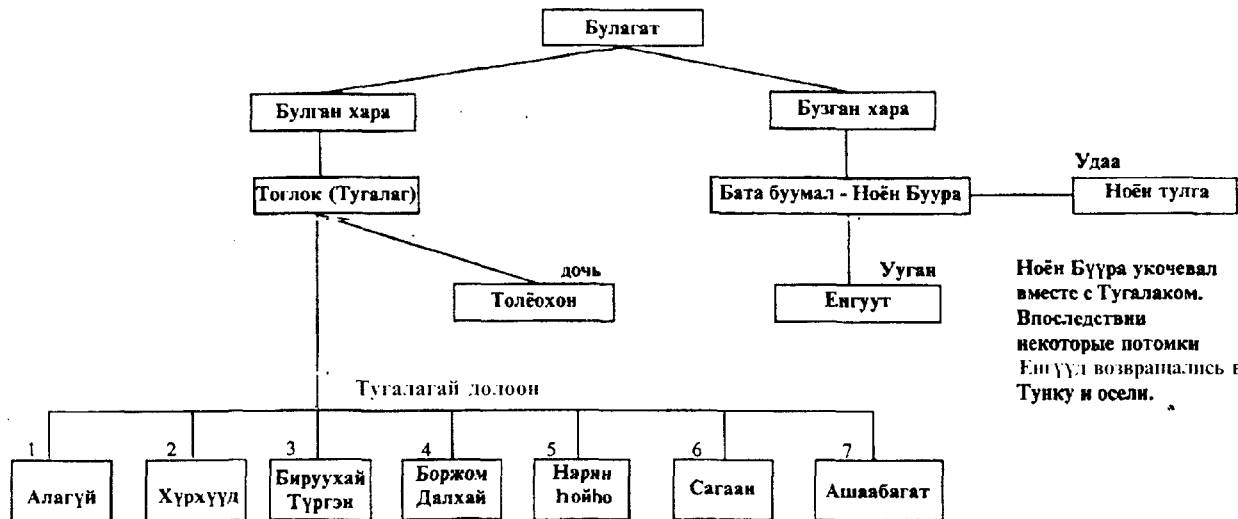 Булагат
Булган хара
Бузган хара
Удаа
Тоглок (Тугалаг)
Бата буумал - Ноён Буура
Ноён тулга
дочь
Толёохон
Ууган
Енгуут
Ноён Бүүра укочевал
вместе с Тугалаком.
Впоследствии
некоторые потомки
Енгүүд возвращались в
Тунку и осели.
Тугалагай долоон
1
2
3
4
5
6
7
Алагүй
Хүрхүүд
Бируухай
Түргэн
Боржом
Далхай
Нарян
һойһо
Сагаан
Ашаабагат